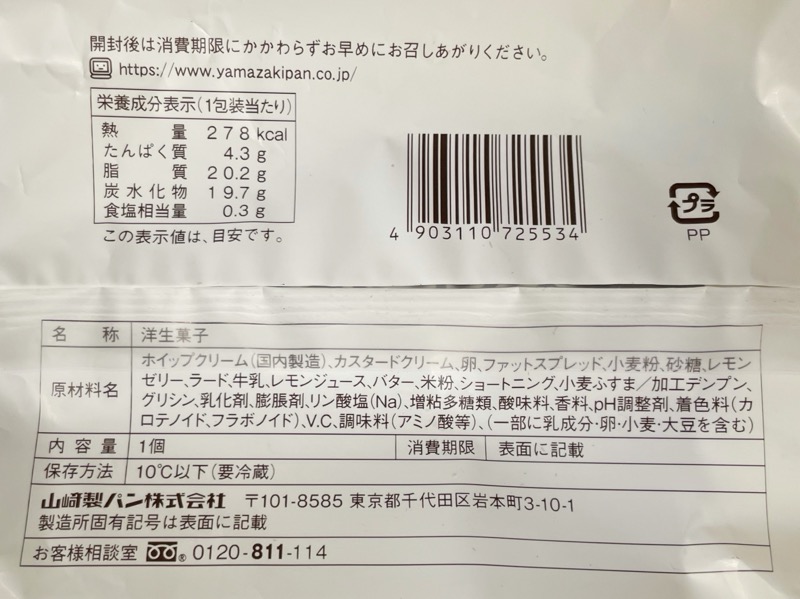 開封後は消費期限にかかわらずお早めにお召しあがりください。
https://www.yamazakipan.co.jp/
栄養成分表示(1包装当たり)
熱量 278 kcal
たんぱく質 4.3 g
脂質 20.2 g
炭水化物 19.7 g
食塩相当量 0.3 g
この表示値は、目安です。
4 903110 725534
プラ
PP
名称 洋生菓子
原材料名 ホイップクリーム(国内製造)、カスタードクリーム、卵、ファットスプレッド、小麦粉、砂糖、レモン
ゼリー、ラード、牛乳、レモンジュース、バター、米粉、ショートニング、小麦ふすま/加工デンプン、
グリシン、乳化剤、膨脹剤、リン酸塩(Na)、増粘多糖類、酸味料、香料、pH調整剤、着色料(カ
ロテノイド、フラボノイド)、V.C、調味料(アミノ酸等)、(一部に乳成分・卵・小麦・大豆を含む)
内容量 1個 消費期限 表面に記載
保存方法 10℃以下(要冷蔵)
山崎製パン株式会社 〒101-8585 東京都千代田区岩本町3-10-1
製造所固有記号は表面に記載
お客様相談室 0120-811-114